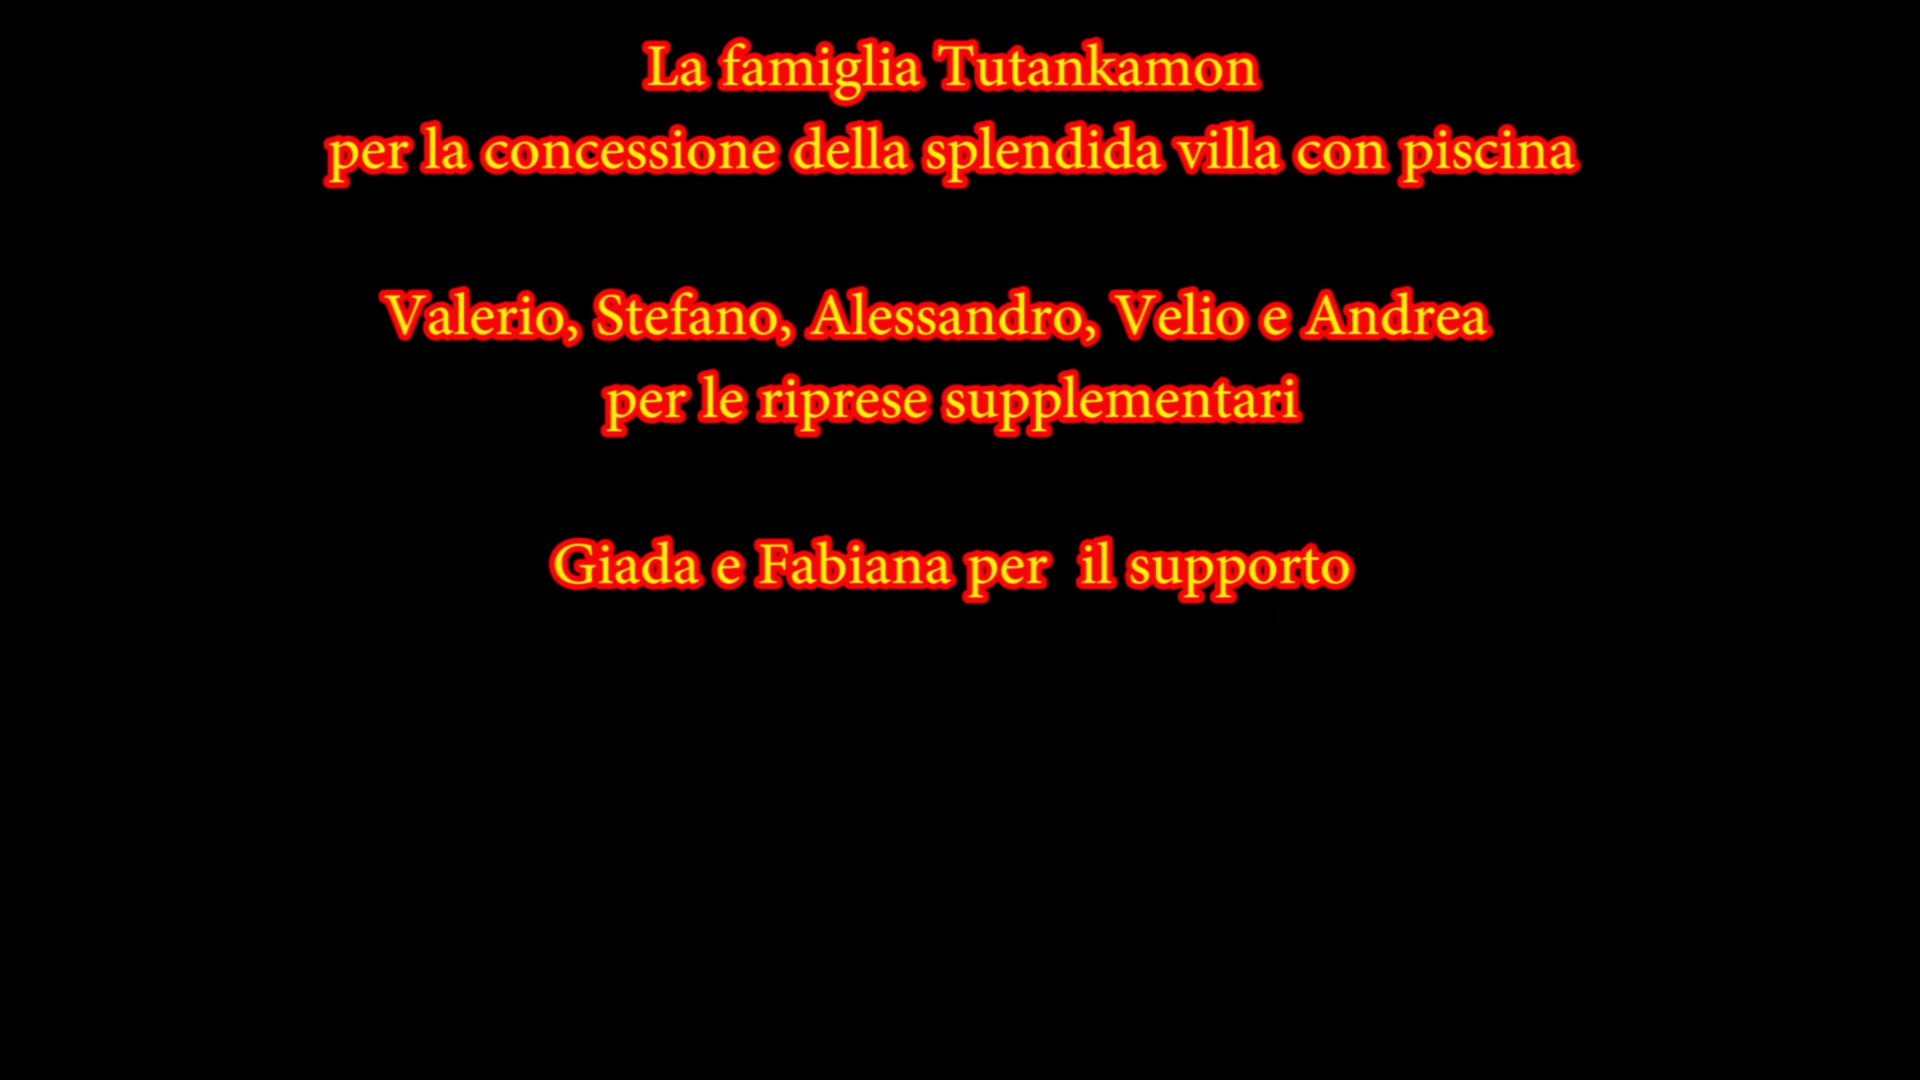 La famiglia Tutankamon
per la concessione della splendida villa con piscina
Valerio, Stefano, Alessandro, Velio e Andrea
per le riprese supplementari
Giada e Fabiana per  il supporto